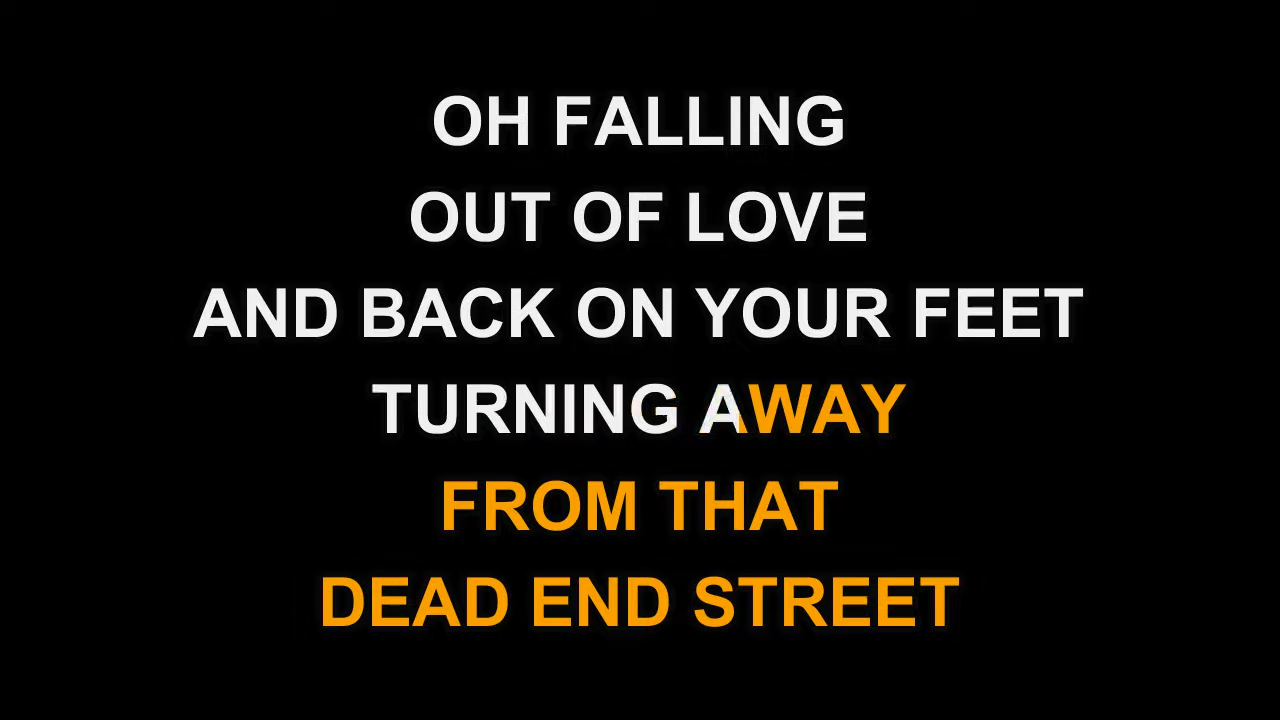 OH FALLING
OUT OF LOVE
AND BACK ON YOUR FEET
TURNING AWAY
FROM THAT
DEAD END STREET